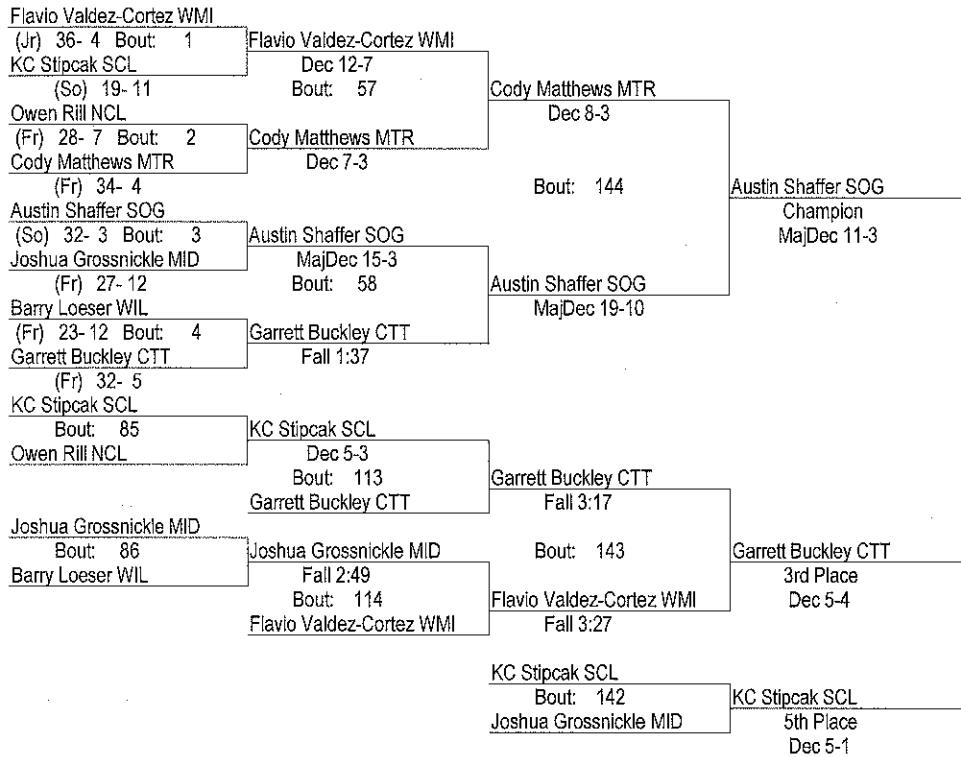 Flavio Valdez-Cortez WMI
(Jr) 36- 4 Bout: 1
KC Stipcak SCL
(So) 19- 11
Owen Rill NCL
(Fr) 28- 7 Bout: 2
Cody Matthews MTR
(Fr) 34- 4
Austin Shaffer SOG
(So) 32- 3 Bout: 3
Joshua Grossnickle MID
(Fr) 27- 12
Barry Loeser WIL
(Fr) 23- 12 Bout: 4
Garrett Buckley CTT
(Fr) 32- 5
Flavio Valdez-Cortez WMI
Dec 12-7
Bout: 57
Cody Matthews MTR
Dec 7-3
Austin Shaffer SOG
MajDec 15-3
Bout: 58
Garrett Buckley CTT
Fall 1:37
Cody Matthews MTR
Dec 8-3
Bout: 144
Austin Shaffer SOG
MajDec 19-10
Austin Shaffer SOG
Champion
MajDec 11-3
KC Stipcak SCL
Bout: 85
Owen Rill NCL
Joshua Grossnickle MID
Bout: 86
Barry Loeser WIL
KC Stipcak SCL
Dec 5-3
Bout: 113
Garrett Buckley CTT
Joshua Grossnickle MID
Fall 2:49
Bout: 114
Flavio Valdez-Cortez WMI
Garrett Buckley CTT
Fall 3:17
Bout: 143
Flavio Valdez-Cortez WMI
Fall 3:27
Garrett Buckley CTT
3rd Place
Dec 5-4
KC Stipcak SCL
Bout: 142
Joshua Grossnickle MID
KC Stipcak SCL
5th Place
Dec 5-1